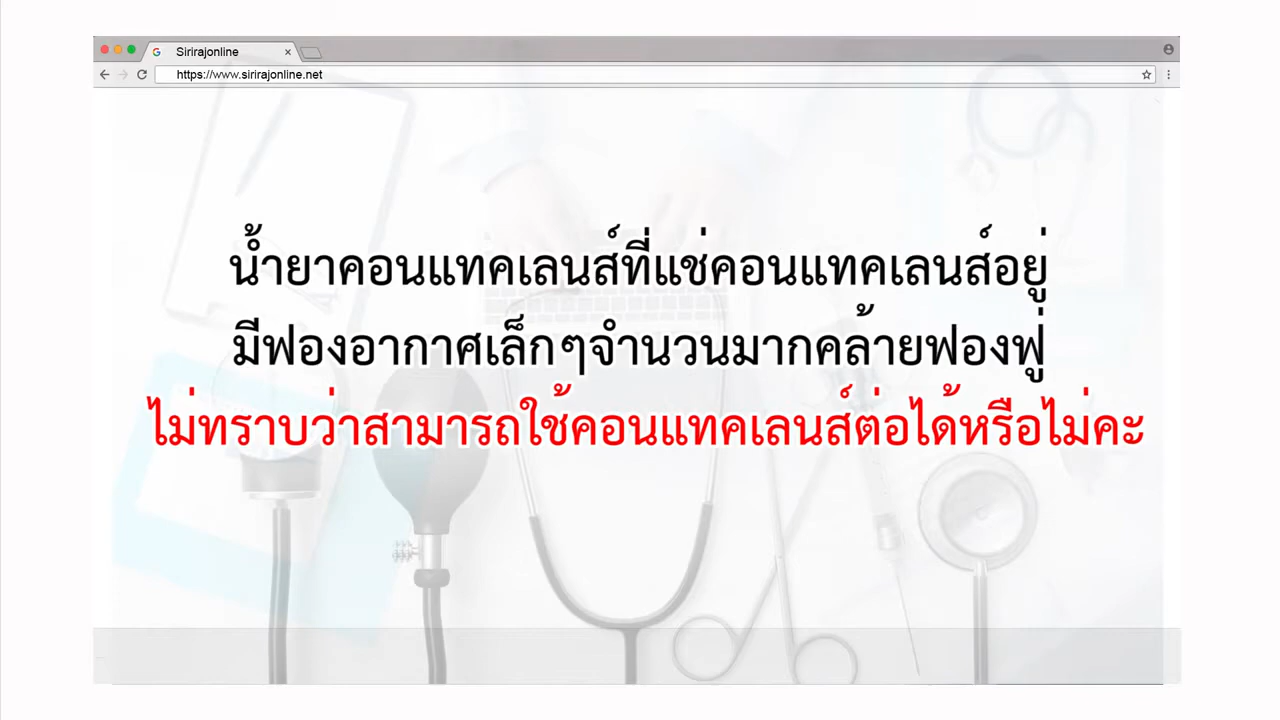 Sirirajonline
https://www.sirirajonline.net
น้ำยาคอนแทคเลนส์ที่แช่คอนแทคเลนส์อยู่
มีฟองอากาศเล็กๆจำนวนมากคล้ายฟองฟู่
ไม่ทราบว่าสามารถใช้คอนแทคเลนส์ต่อได้หรือไม่คะ